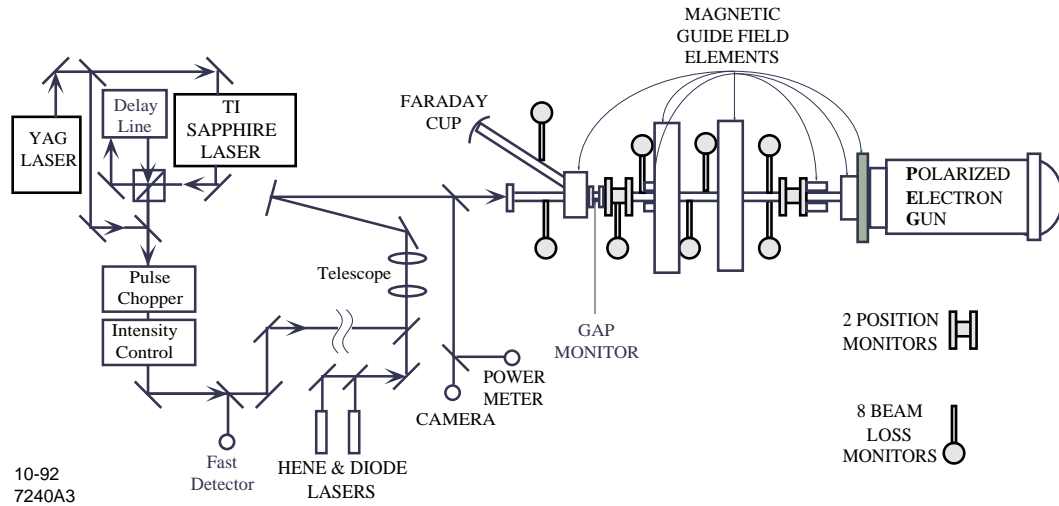 MAGNETIC
GUIDE FIELD
ELEMENTS
FARADAY
CUP
YAG
LASER
Delay
Line
TI
SAPPHIRE
LASER
POLARIZED
ELECTRON
GUN
Pulse
Chopper
Intensity
Control
Telescope
GAP
MONITOR
POWER
METER
CAMERA
2 POSITION
MONITORS
8 BEAM
LOSS
MONITORS
Fast
Detector
HENE & DIODE
LASERS
10-92
7240A3